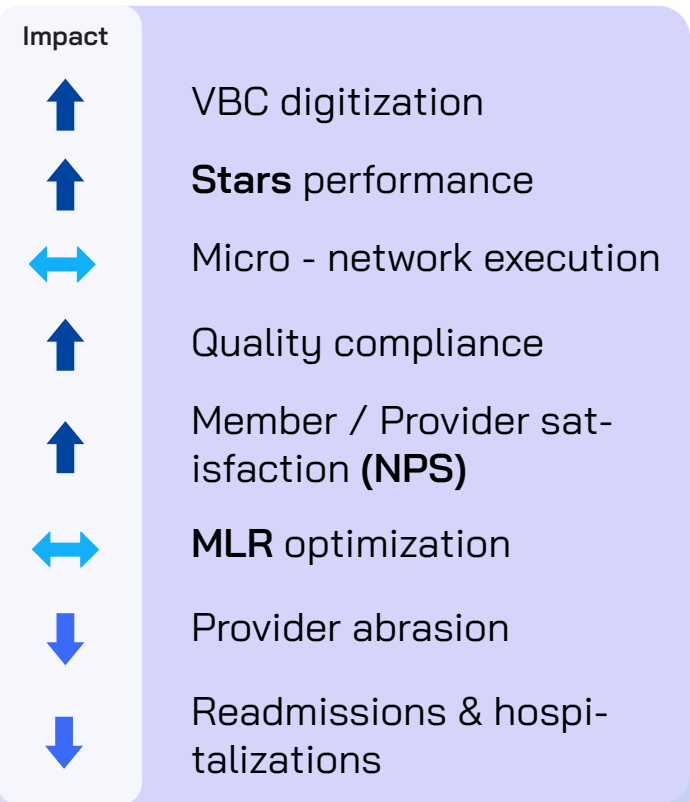 Impact
VBC digitization
Stars performance
Micro - network execution
Quality compliance
Member / Provider sat-
isfaction (NPS)
MLR optimization
Provider abrasion
Readmissions & hospi-
talizations